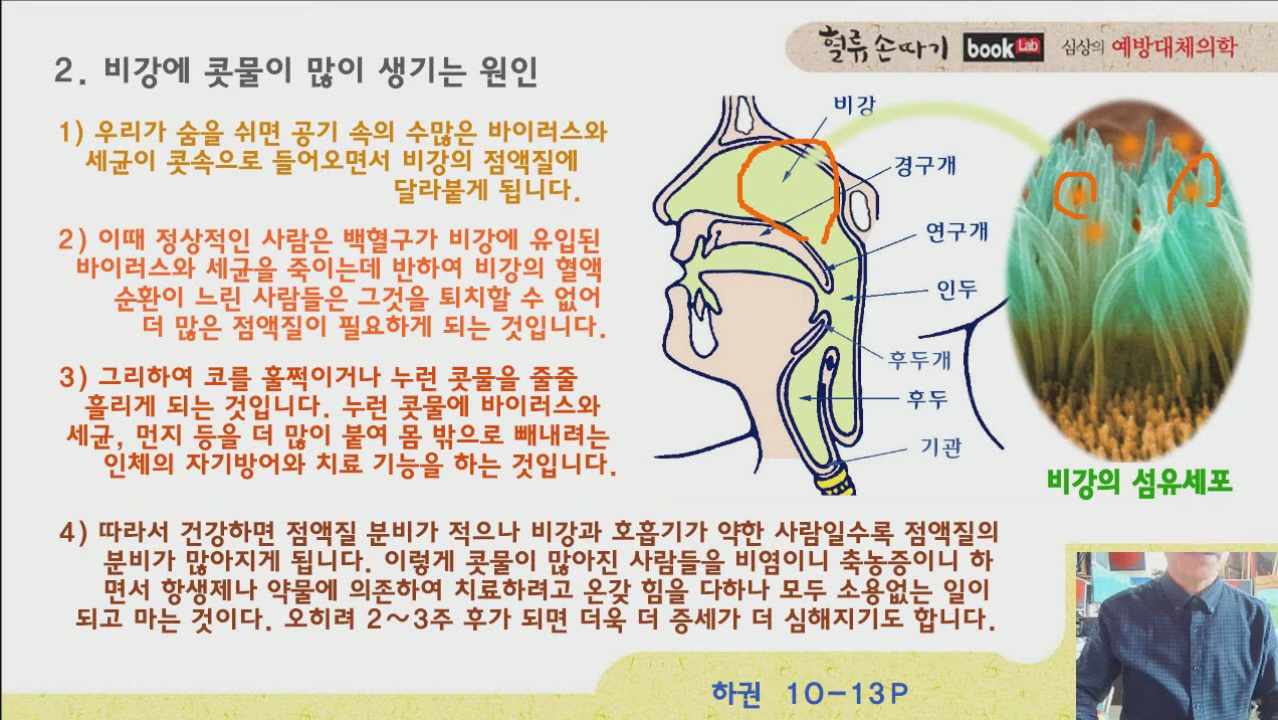 혈류 손따기 book Lab 심상의 예방대체의학
2. 비강에 콧물이 많이 생기는 원인
1) 우리가 숨을 쉬면 공기 속의 수많은 바이러스와
세균이 콧속으로 들어오면서 비강의 점액질에
달라붙게 됩니다.
2) 이때 정상적인 사람은 백혈구가 비강에 유입된
바이러스와 세균을 죽이는데 반하여 비강의 혈액
순환이 느린 사람들은 그것을 퇴치할 수 없어
더 많은 점액질이 필요하게 되는 것입니다.
3) 그리하여 코를 훌쩍이거나 누런 콧물을 줄줄
흘리게 되는 것입니다. 누런 콧물에 바이러스와
세균, 먼지 등을 더 많이 붙여 몸 밖으로 빼내려는
인체의 자기방어와 치료 기능을 하는 것입니다.
비강
경구개
연구개
인두
후두개
후두
기관
비강의 섬유세포
4) 따라서 건강하면 점액질 분비가 적으나 비강과 호흡기가 약한 사람일수록 점액질의
분비가 많아지게 됩니다. 이렇게 콧물이 많아진 사람들을 비염이니 축농증이니 하
면서 항생제나 약물에 의존하여 치료하려고 온갖 힘을 다하나 모두 소용없는 일이
되고 마는 것이다. 오히려 2~3주 후가 되면 더욱 더 증세가 더 심해지기도 합니다.
하권 10-13P